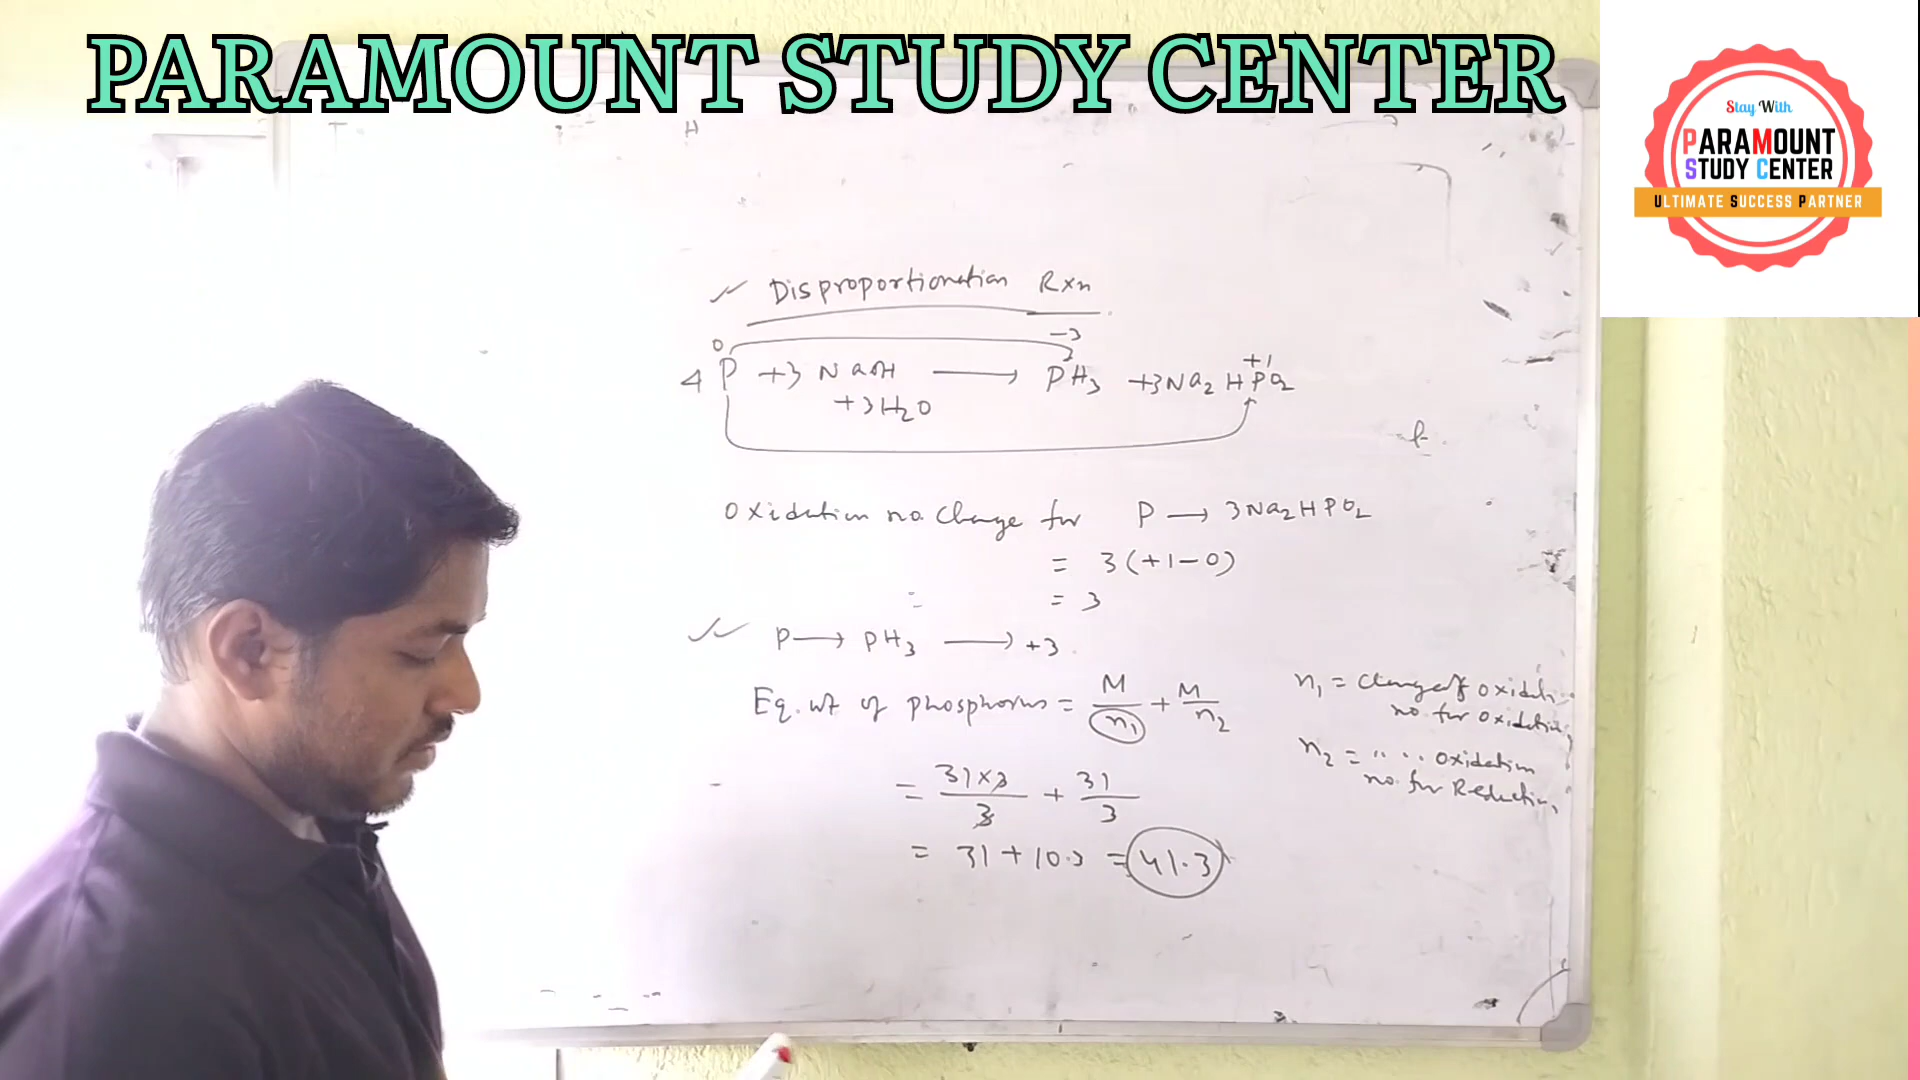 PARAMOUNT STUDY CENTER
Stay With
PARAMOUNT
STUDY CENTER
ULTIMATE SUCCESS PARTNER
H
Disproportionation Rxn
0 -3 +1
4 P +3 NaOH ⟶ PH₃ +3Na₂HPO₂
+3H₂O
Oxidation no. change for P ⟶ 3Na₂HPO₂
= 3(+1-0)
= 3
P ⟶ PH₃ ⟶ +3
Eq. wt of phosphorus = M/n₁ + M/n₂
= 31×3/3 + 31/3
= 31 + 10.3 = 41.3
n₁ = change of oxidati
no. for oxidation
n₂ = " " oxidation
no. for Reduction